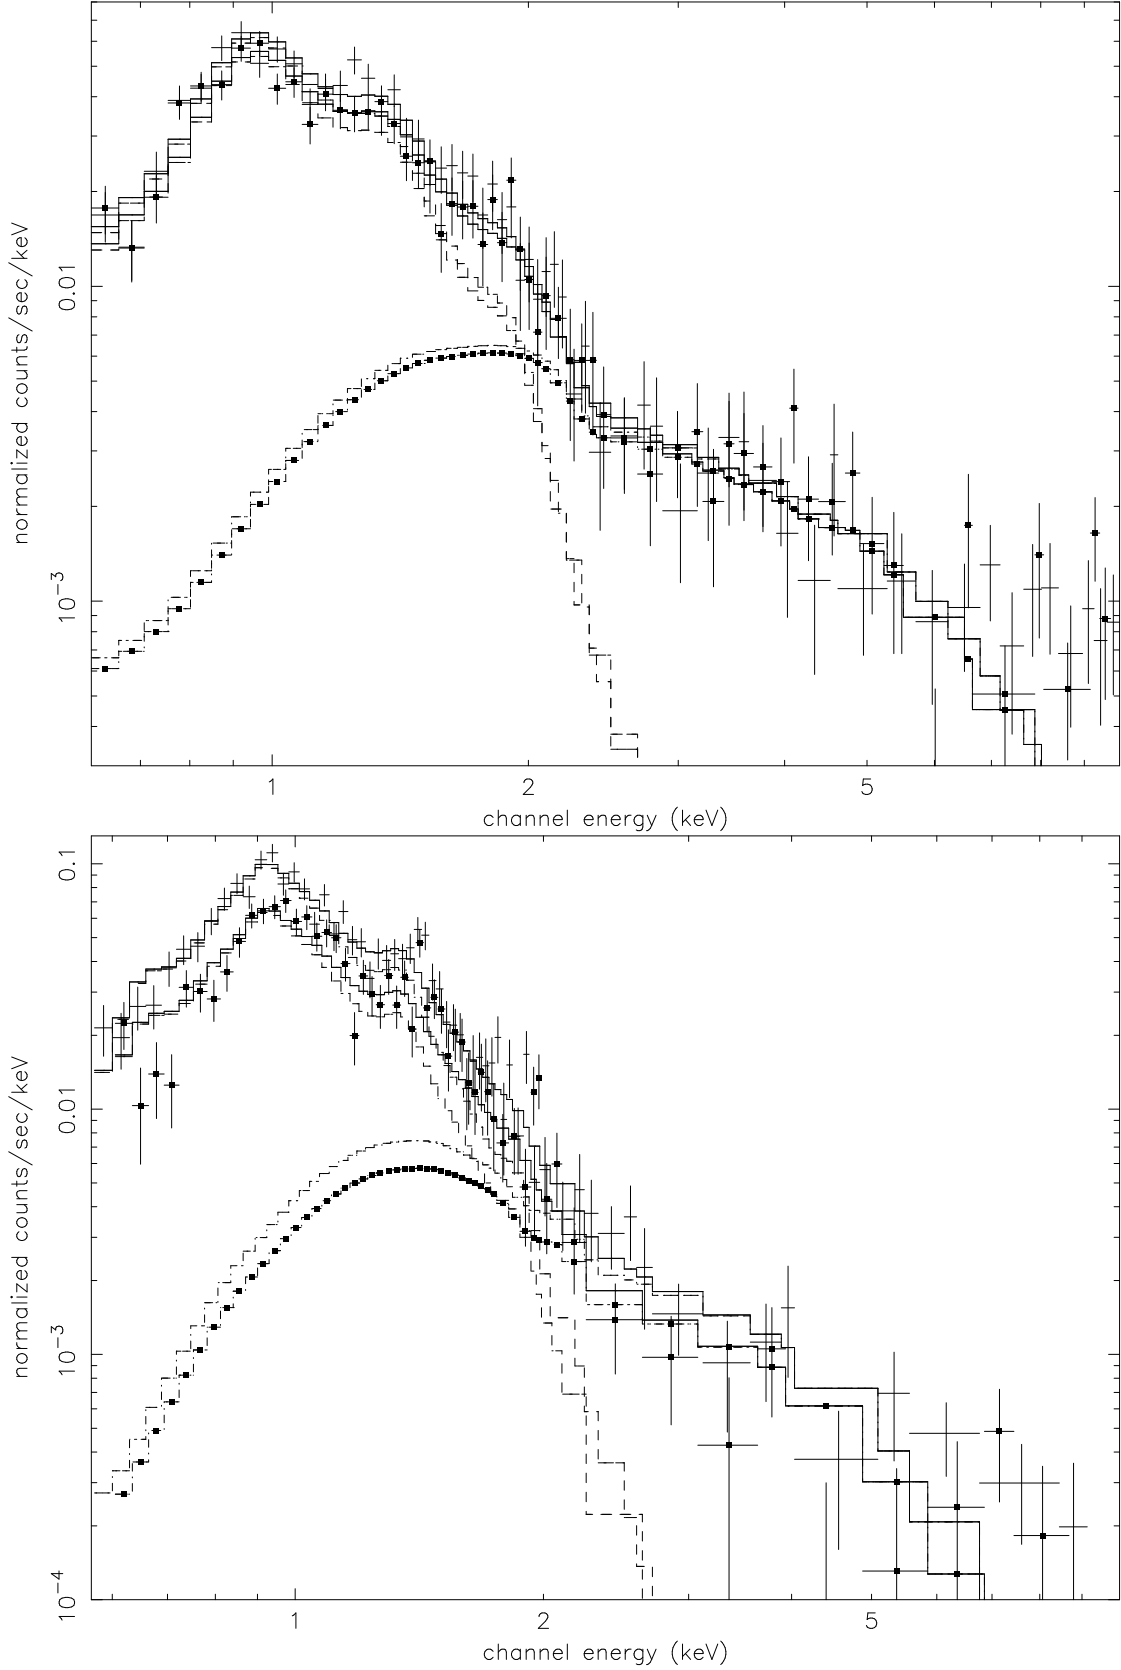 normalized counts/sec/keV
0.01
10⁻³
1 2 5
channel energy (keV)
normalized counts/sec/keV
0.1
0.01
10⁻³
10⁻⁴
1 2 5
channel energy (keV)